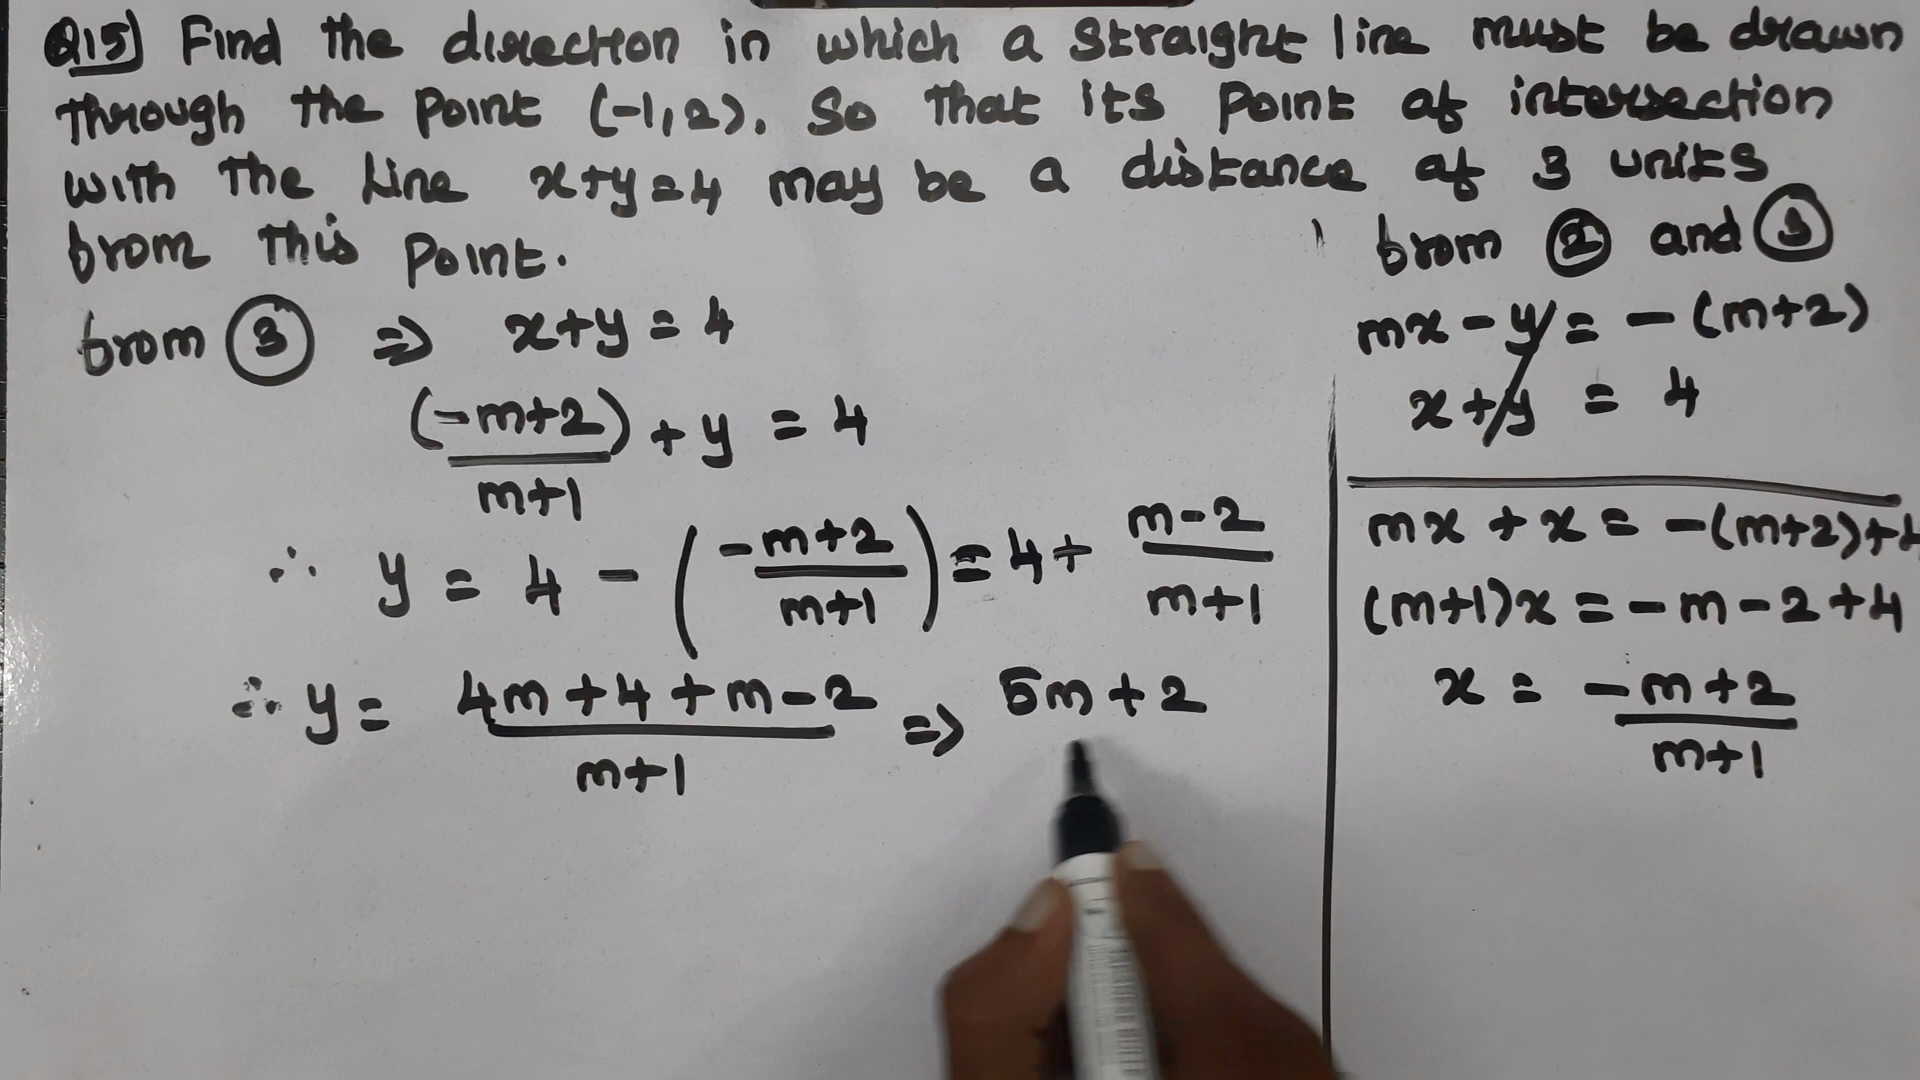 Q15) Find the direction in which a straight line must be drawn
through the point (-1,2). So that its point of intersection
with the line x+y=4 may be a distance of 3 units
from this point.
from ③ ⇒ x+y = 4
(-m+2)/m+1 + y = 4
∴ y = 4 - (-m+2/m+1) = 4 + m-2/m+1
∴ y = 4m+4+m-2/m+1 ⇒ 5m+2
from ② and ③
mx - y = -(m+2)
x + y = 4
mx + x = -(m+2)+4
(m+1)x = -m-2+4
x = -m+2/m+1